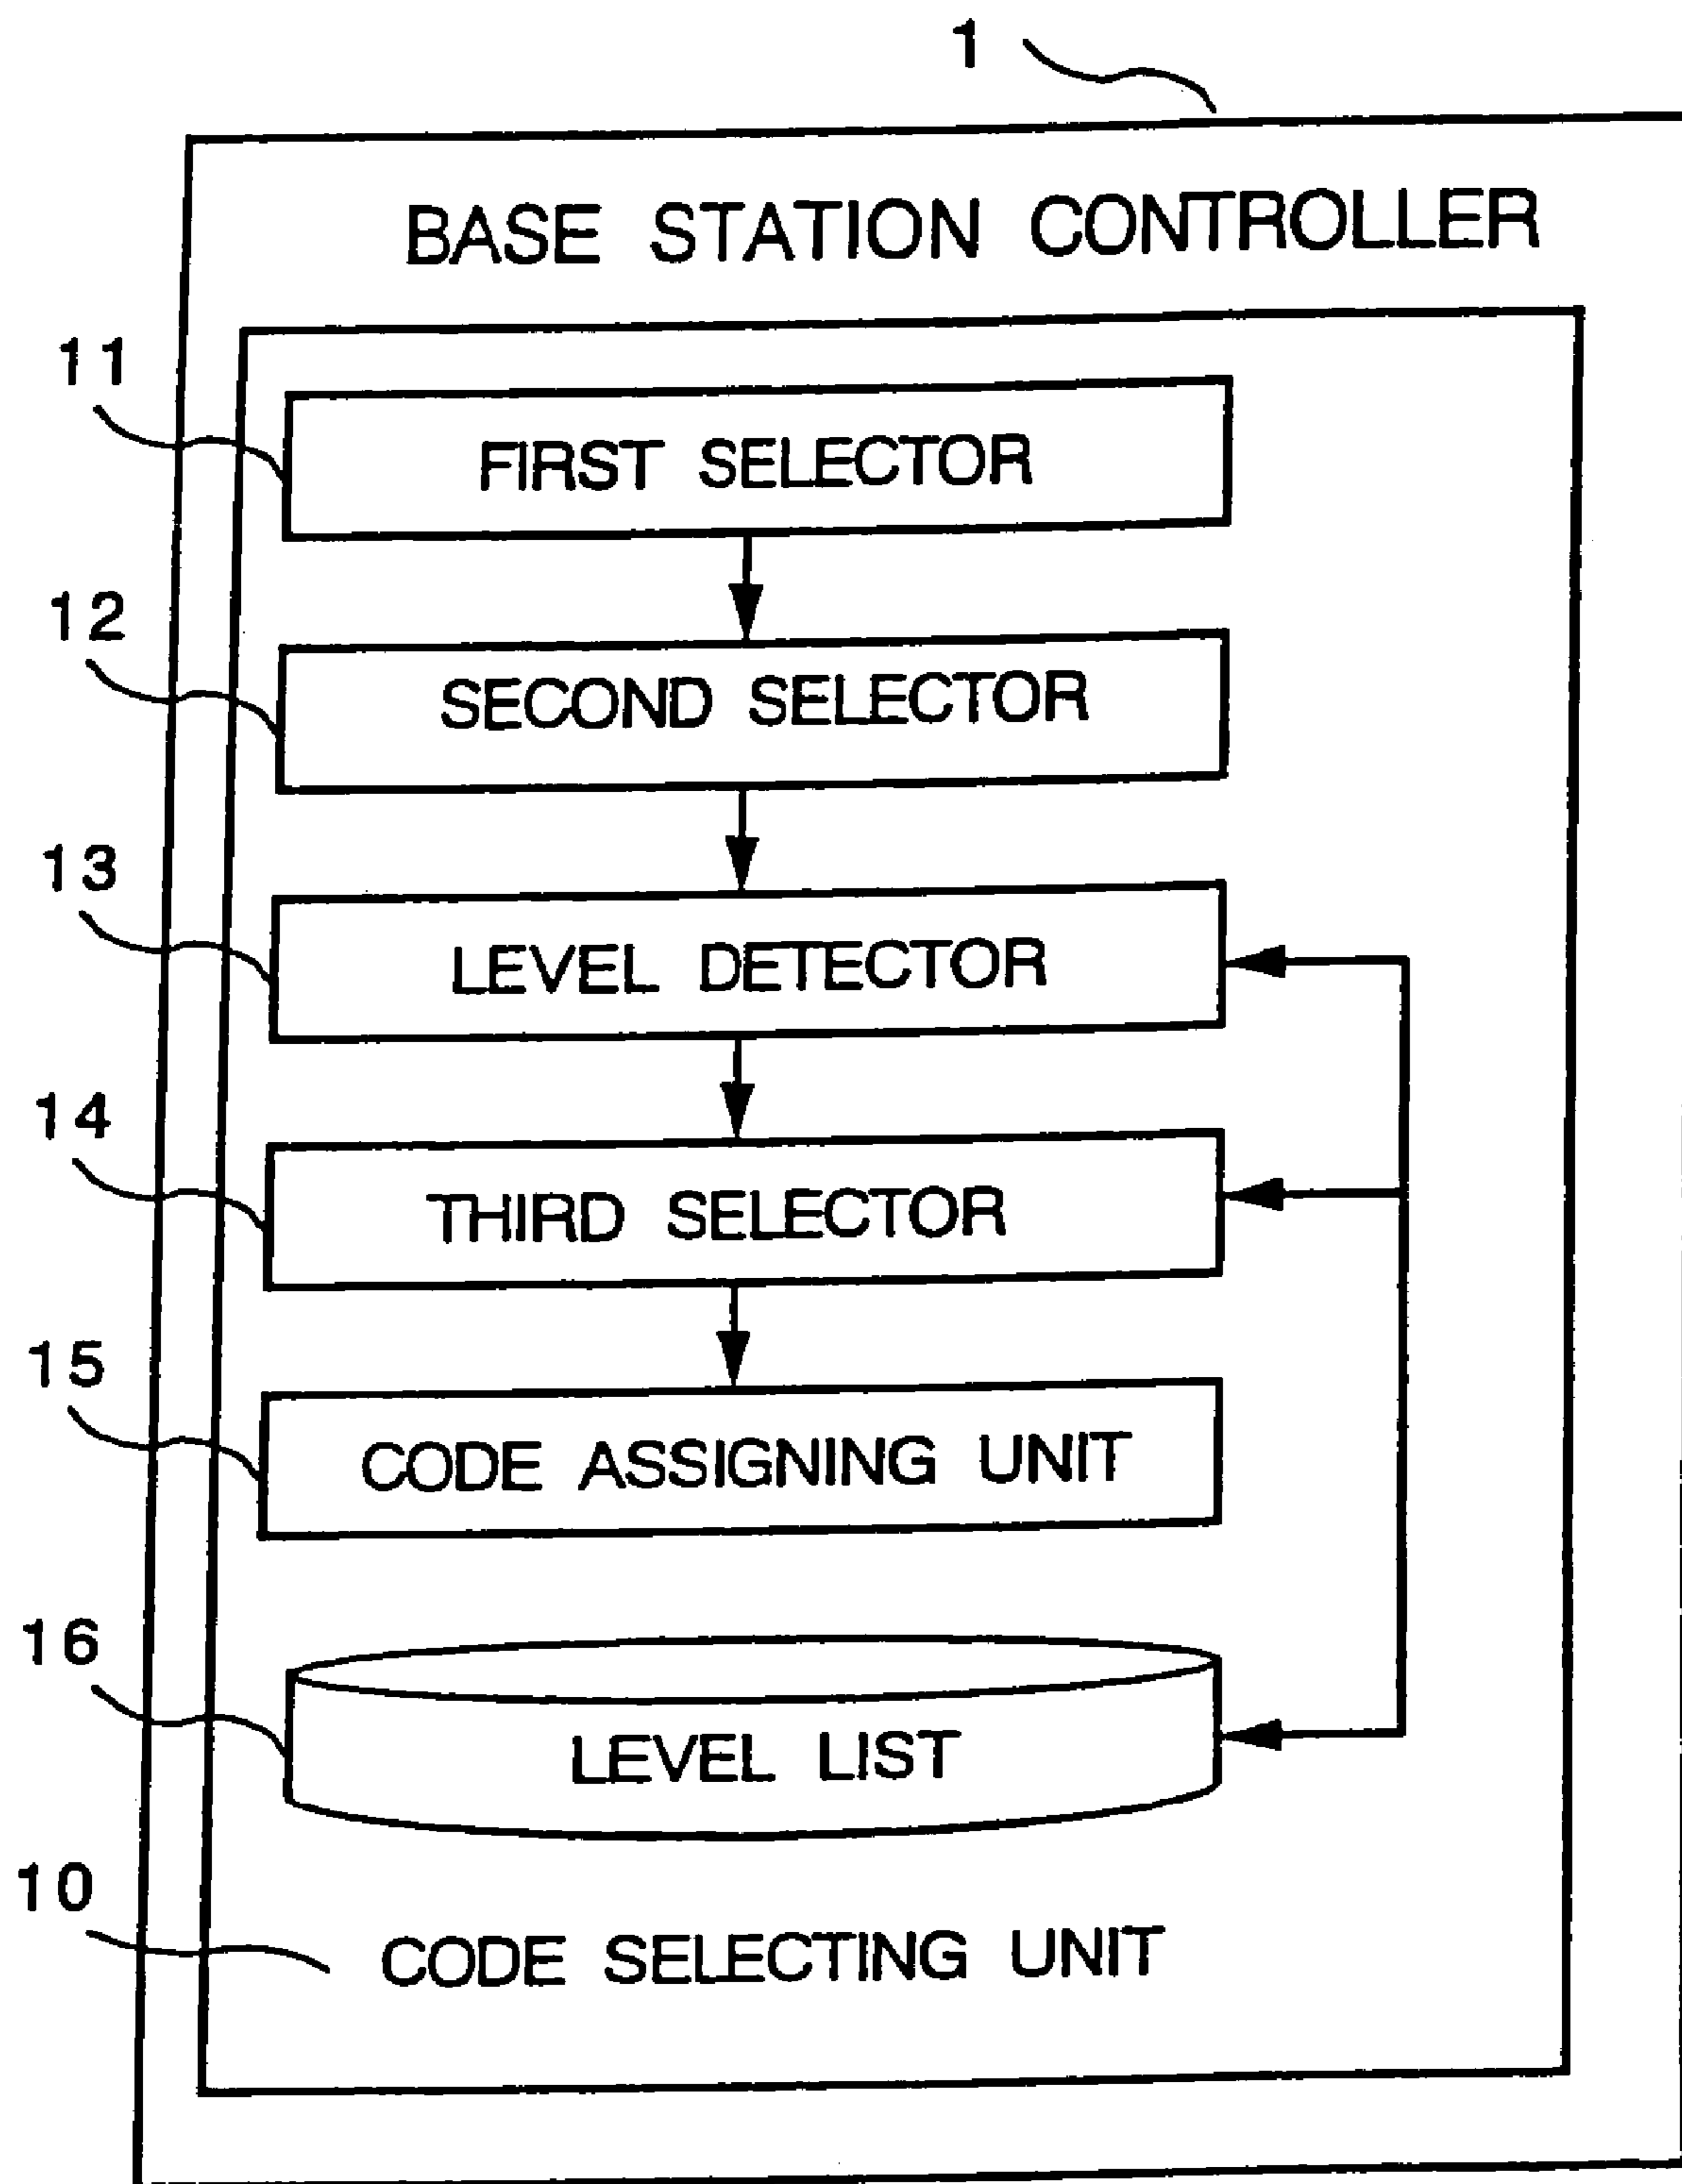 1
BASE STATION CONTROLLER
11
FIRST SELECTOR
12
SECOND SELECTOR
13
LEVEL DETECTOR
14
THIRD SELECTOR
15
CODE ASSIGNING UNIT
16
LEVEL LIST
10
CODE SELECTING UNIT